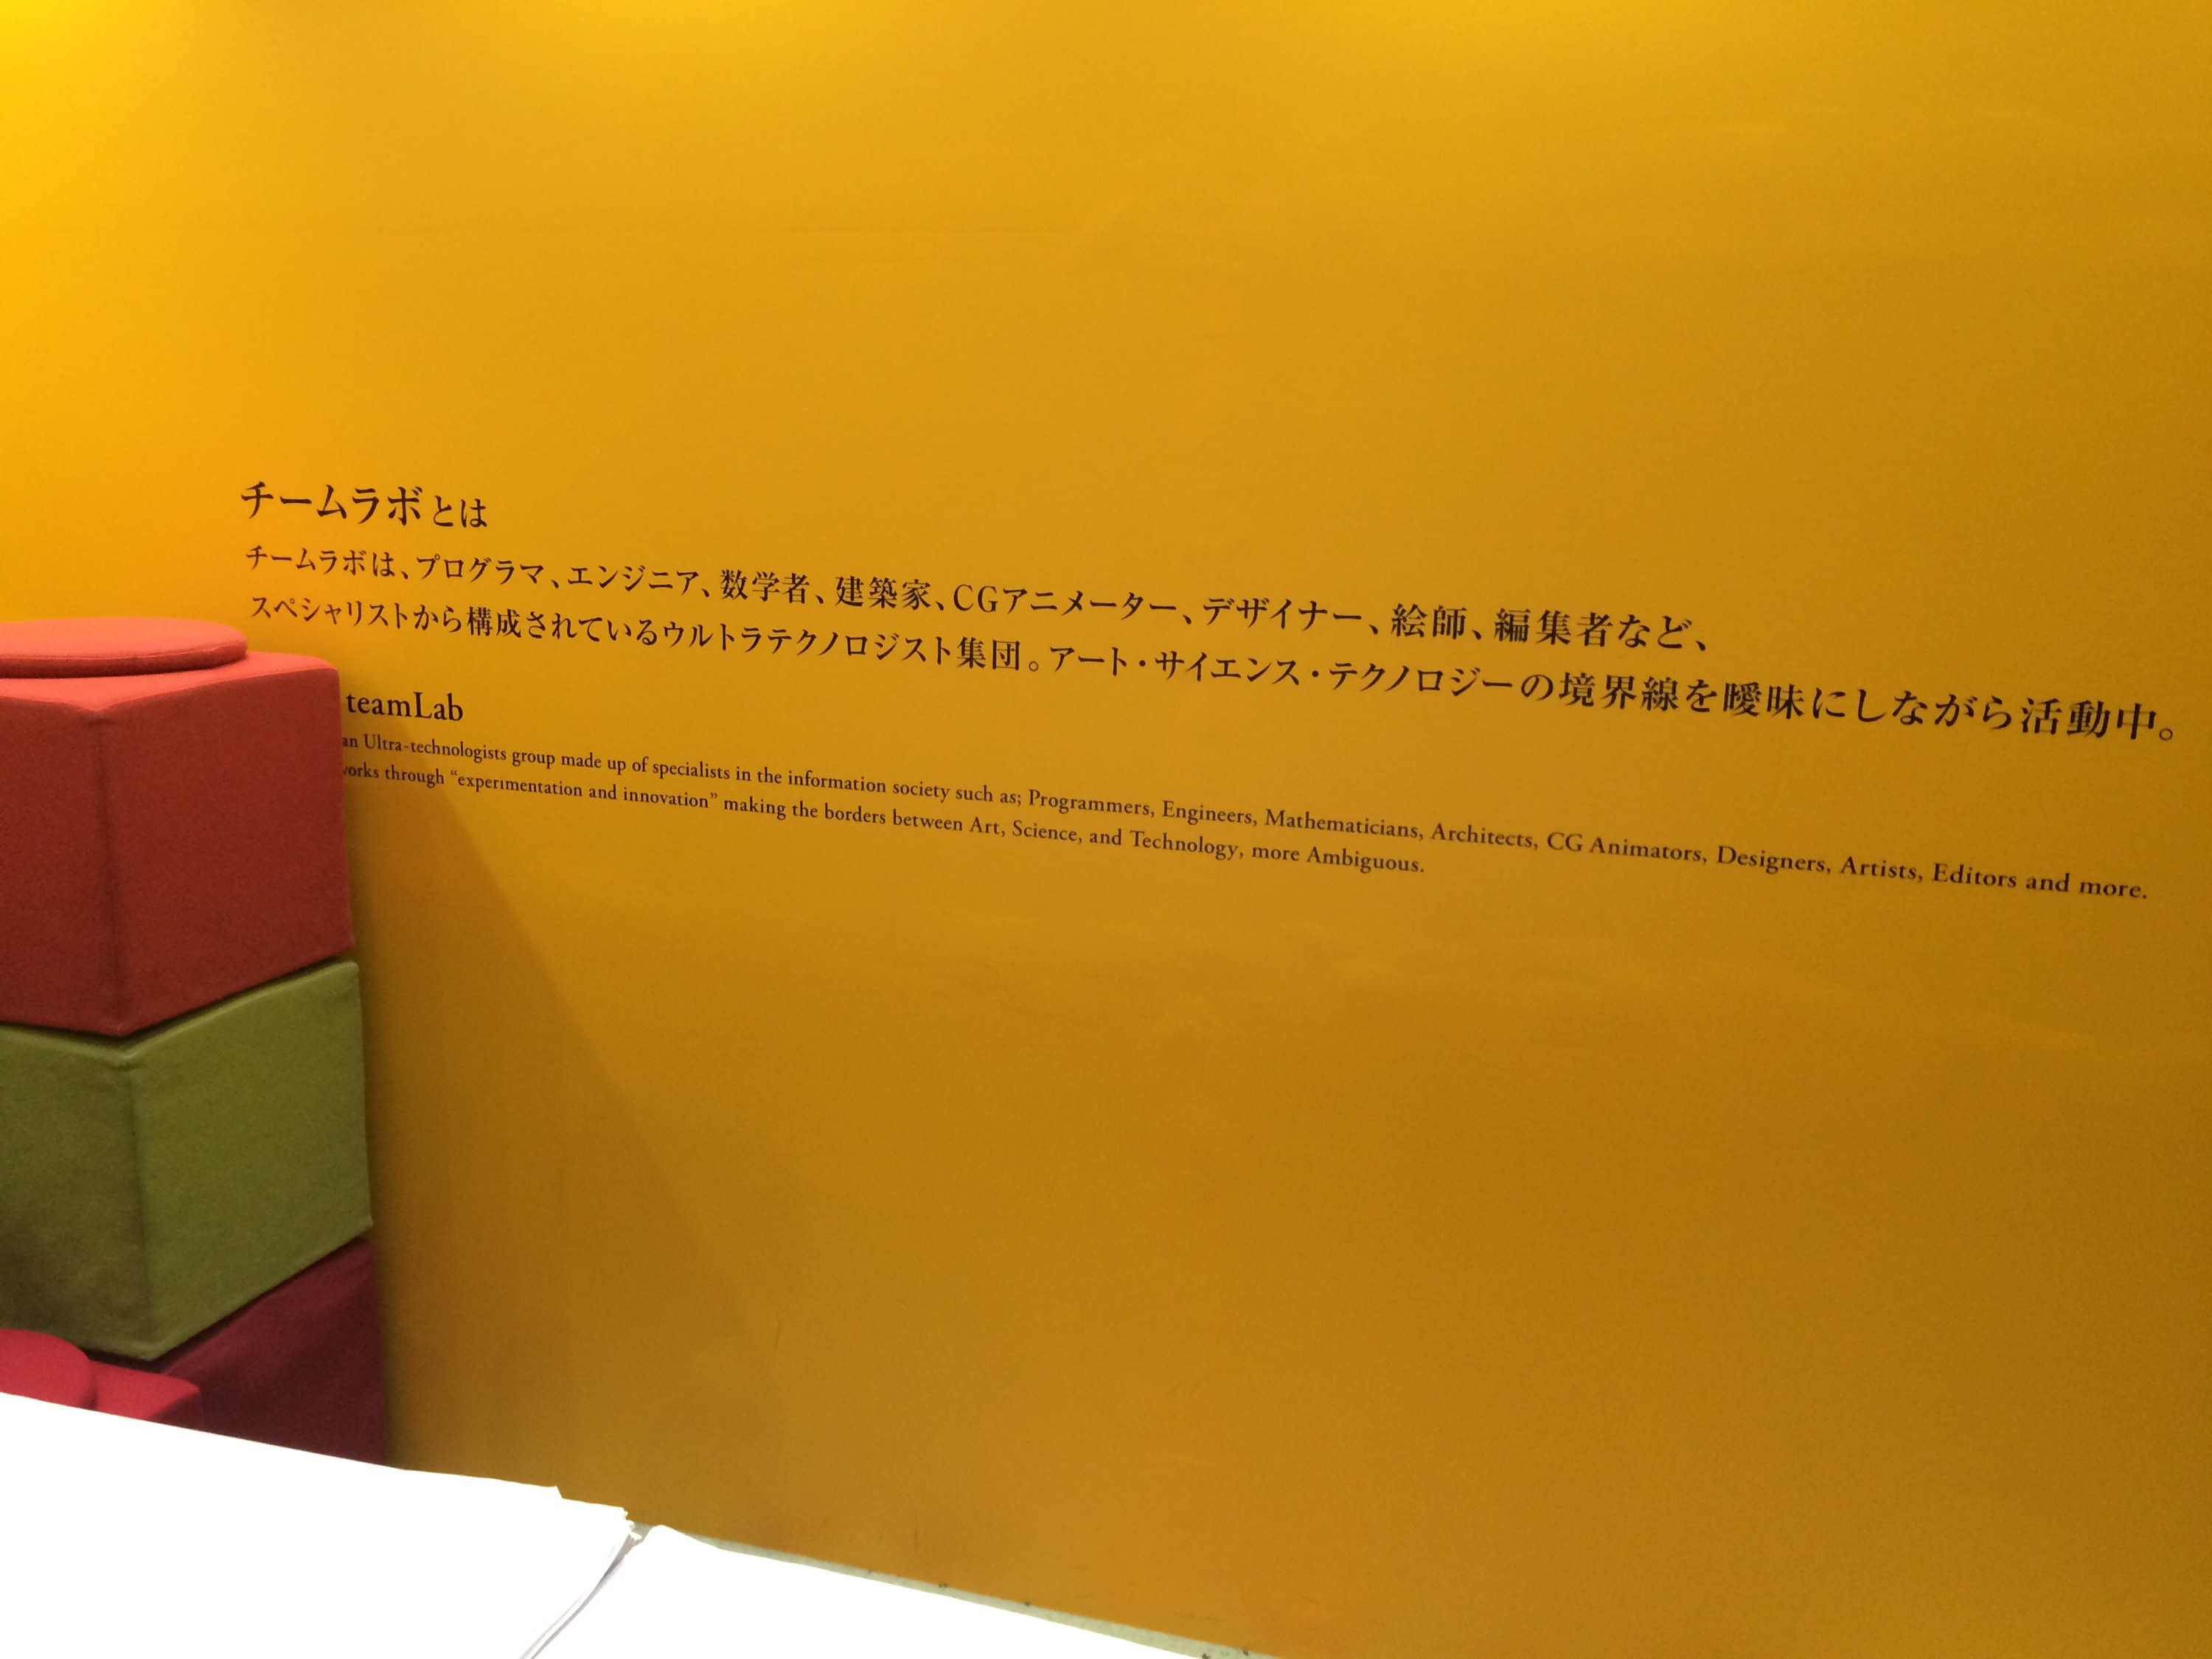 チームラボとは
チームラボは、プログラマ、エンジニア、数学者、建築家、CGアニメーター、デザイナー、絵師、編集者など、
スペシャリストから構成されているウルトラテクノロジスト集団。アート・サイエンス・テクノロジーの境界線を曖昧にしながら活動中。
teamLab
an Ultra-technologists group made up of specialists in the information society such as; Programmers, Engineers, Mathematicians, Architects, CG Animators, Designers, Artists, Editors and more.
through “experimentation and innovation” making the borders between Art, Science, and Technology, more Ambiguous.